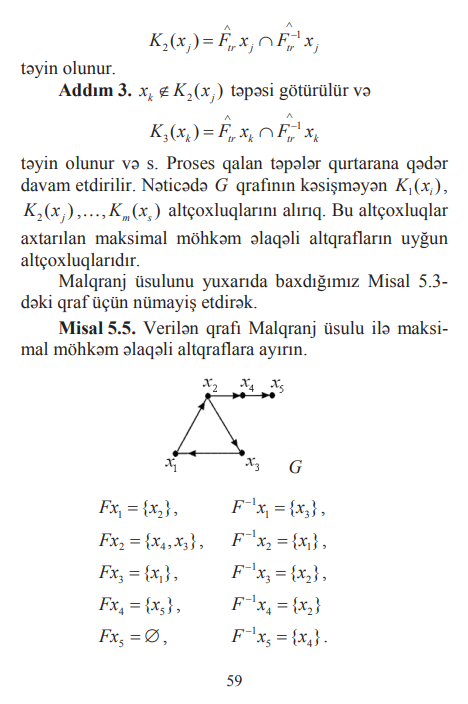 K₂(xⱼ) = F̂ₜᵣ xⱼ ∩ F̂ₜᵣ⁻¹ xⱼ
təyin olunur.
Addım 3. xₖ ∉ K₂(xⱼ) təpəsi götürülür və
K₃(xₖ) = F̂ₜᵣ xₖ ∩ F̂ₜᵣ⁻¹ xₖ
təyin olunur və s. Proses qalan təpələr qurtarana qədər
davam etdirilir. Nəticədə G qrafının kəsişməyən K₁(xᵢ),
K₂(xⱼ),…,Kₘ(xₛ) altçoxluqlarını alırıq. Bu altçoxluqlar
axtarılan maksimal möhkəm əlaqəli altqrafların uyğun
altçoxluqlarıdır.
Malqranj üsulunu yuxarıda baxdığımız Misal 5.3-
dəki qraf üçün nümayiş etdirək.
Misal 5.5. Verilən qrafı Malqranj üsulu ilə maksi-
mal möhkəm əlaqəli altqraflara ayırın.
x₂ x₄ x₅
x₁ x₃ G
Fx₁ = {x₂}, F⁻¹x₁ = {x₃},
Fx₂ = {x₄,x₃}, F⁻¹x₂ = {x₁},
Fx₃ = {x₁}, F⁻¹x₃ = {x₂},
Fx₄ = {x₅}, F⁻¹x₄ = {x₂}
Fx₅ = ∅, F⁻¹x₅ = {x₄}.
59